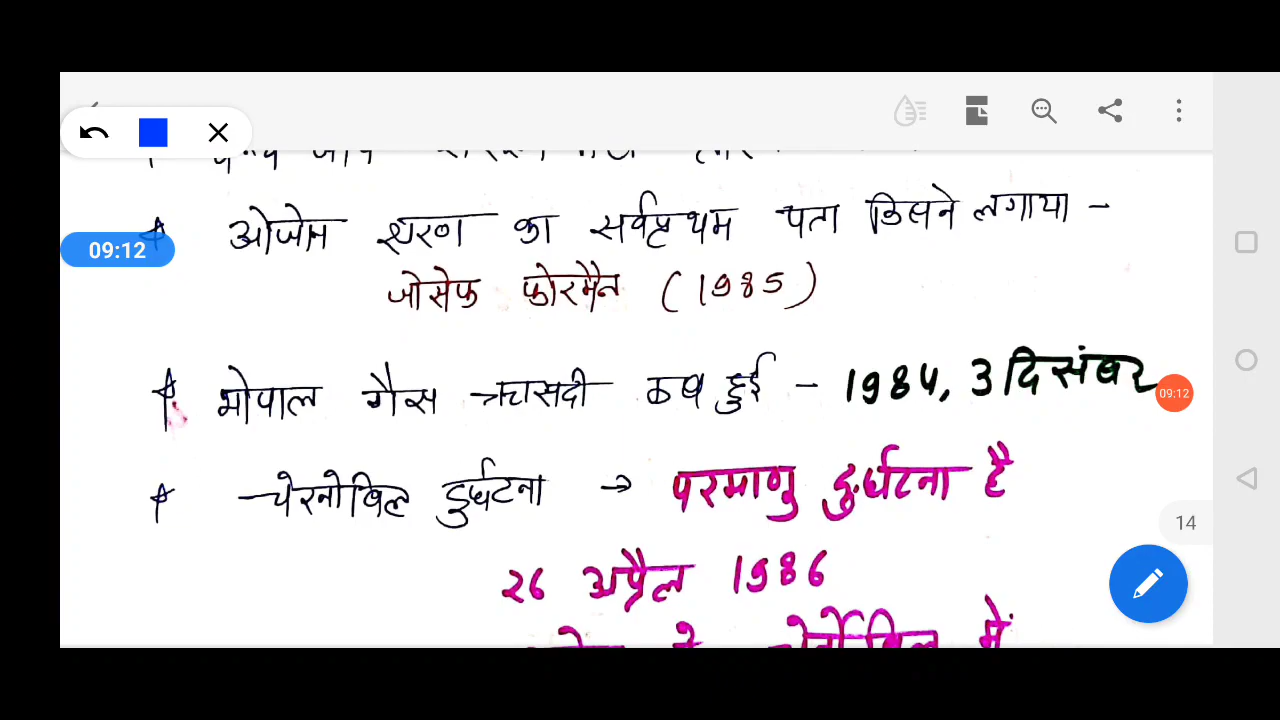 09:12
* ओजोन क्षरण का सर्वप्रथम पता किसने लगाया -
जोसेफ फोरमैन (1985)
* भोपाल गैस त्रासदी कब हुई - 1984, 3 दिसंबर
09:12
* चेरनोबिल दुर्घटना → परमाणु दुर्घटना है
14
26 अप्रैल 1986
में